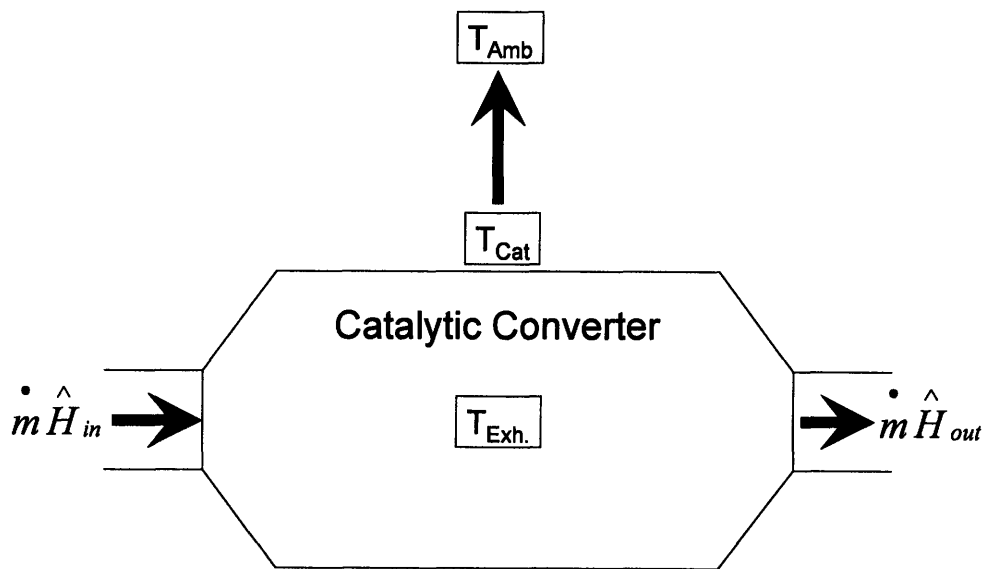 T_Amb
T_Cat
Catalytic Converter
ṁ Ĥ_in
T_Exh.
ṁ Ĥ_out